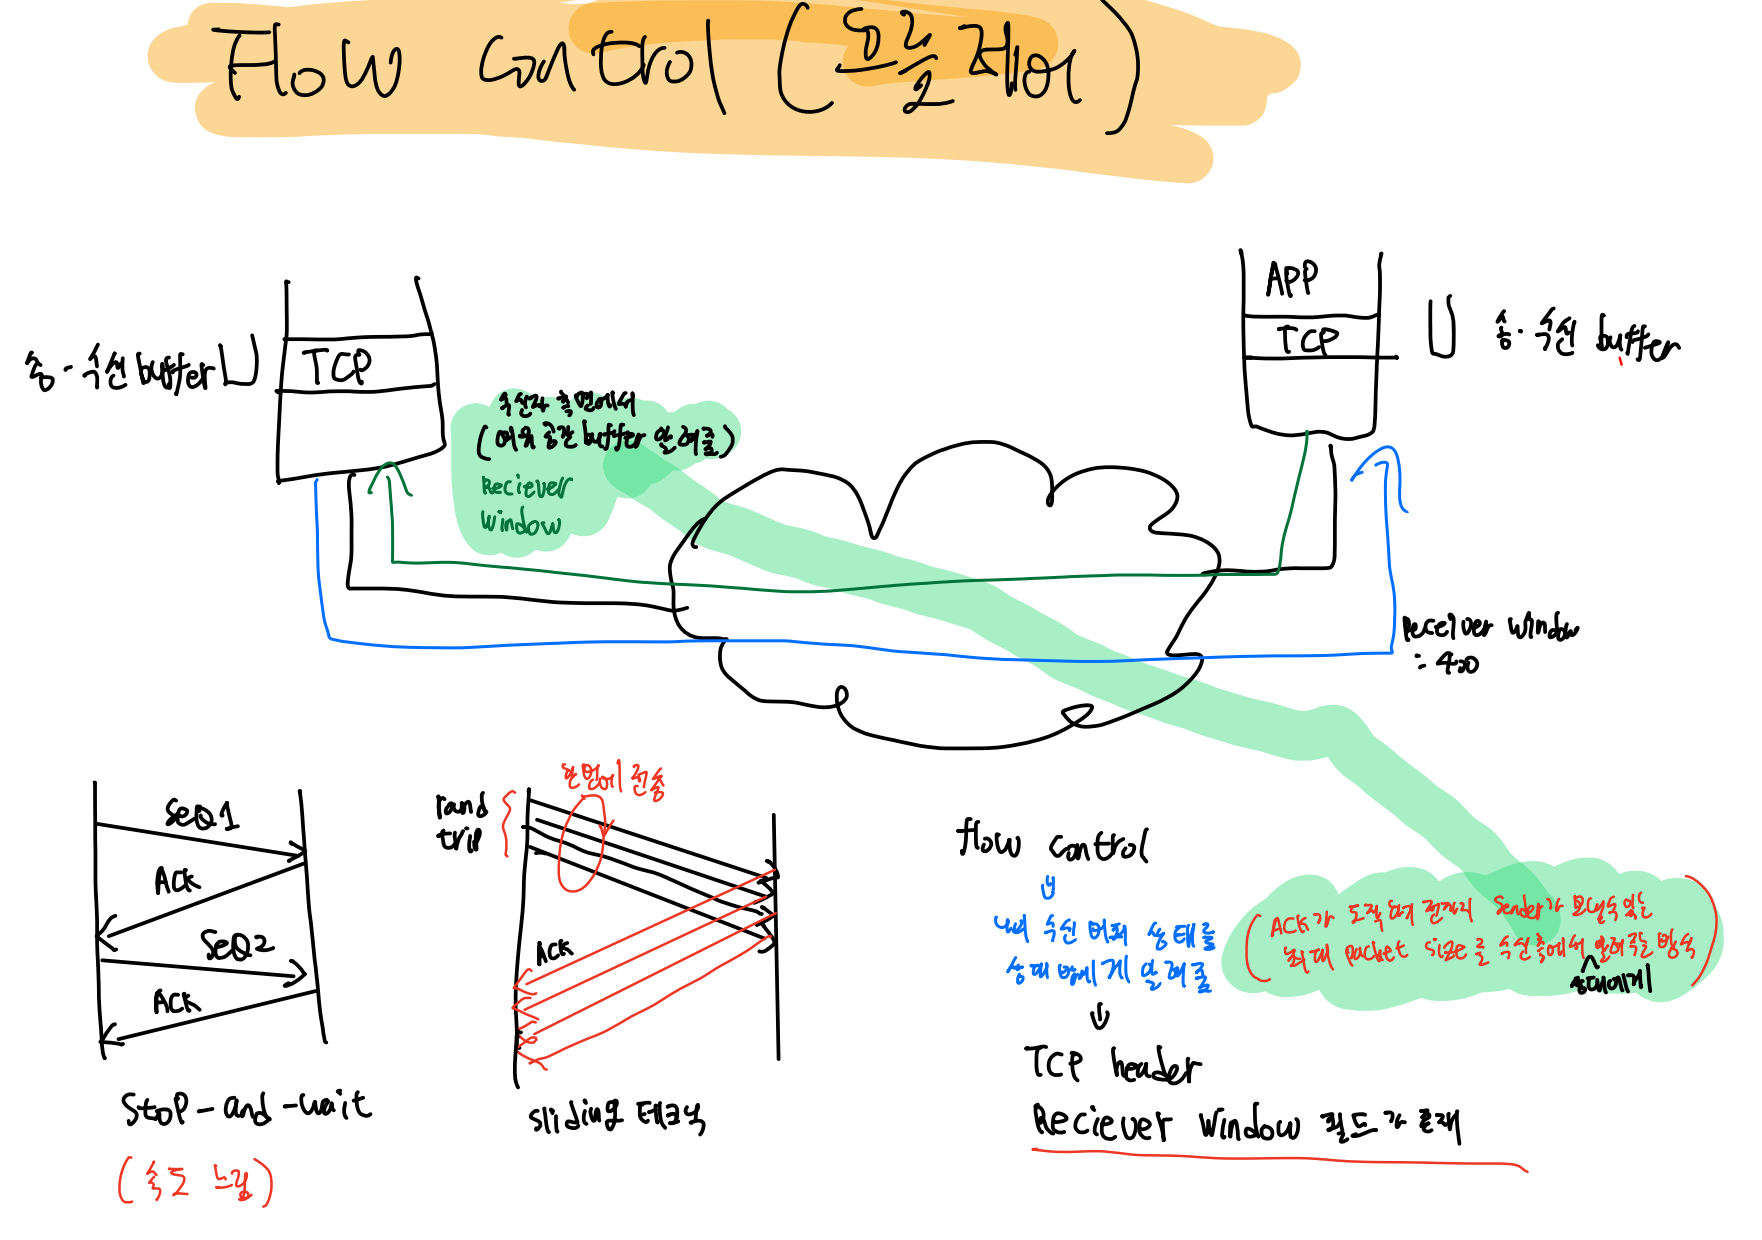 Flow control (흐름제어)
APP
TCP
송·수신 buffer
송·수신 buffer
TCP
수신자 측면에서
(여유 공간 buffer 알려줌)
Reciever
window
Receiver window
: 400
SEQ1
ACK
SEQ2
ACK
Stop-and-wait
(속도 느림)
한번에 전송
rand
trip
ACK
sliding 테크닉
flow control
내 수신 버퍼 상태를
상대방에게 알려줌
TCP header
Reciever window 필드가 존재
(ACK가 도착하기 전까지 Sender가 보낼수있는
최대 packet size를 수신측에서 알려주는 방식)
상대에게